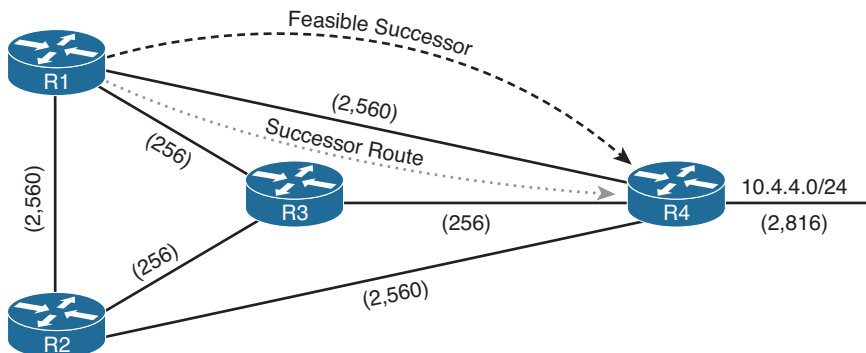 Feasible Successor
R1
(2,560)
Successor Route
(256)
(2,560)
10.4.4.0/24
R3
R4
(256)
(2,816)
(256)
(2,560)
R2